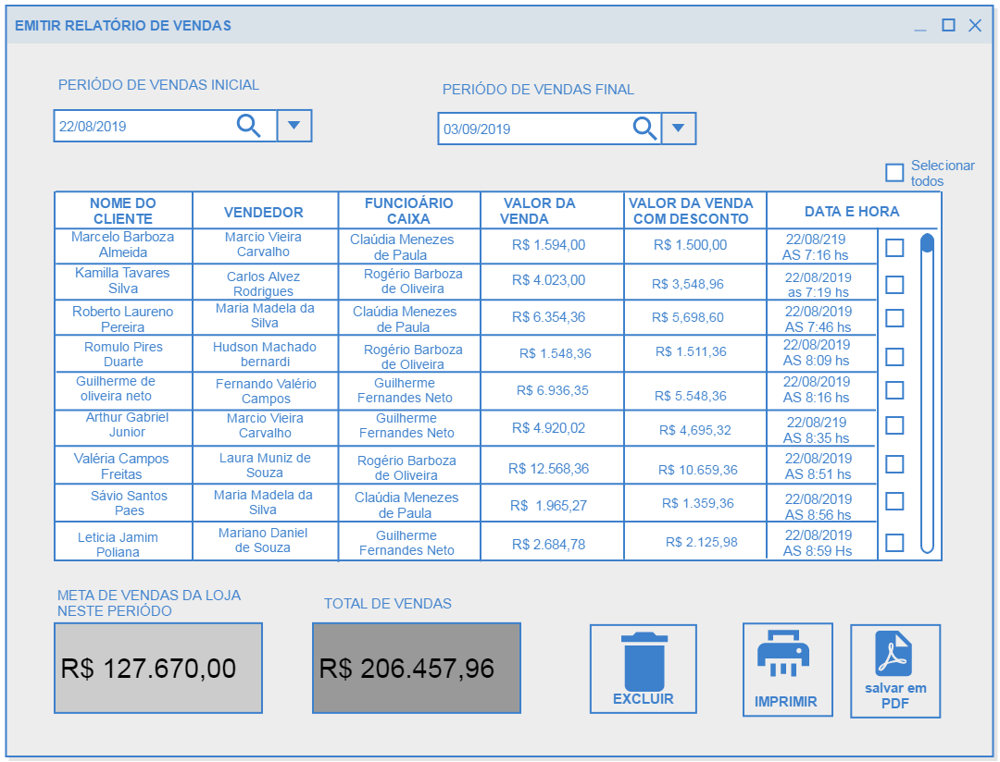 EMITIR RELATÓRIO DE VENDAS
PERIÓDO DE VENDAS INICIAL
PERIÓDO DE VENDAS FINAL
22/08/2019
03/09/2019
Selecionar
todos
NOME DO
CLIENTE
VENDEDOR
FUNCIOÁRIO
CAIXA
VALOR DA
VENDA
VALOR DA VENDA
COM DESCONTO
DATA E HORA
Marcelo Barboza
Almeida
Marcio Vieira
Carvalho
Claúdia Menezes
de Paula
R$ 1.594,00
R$ 1.500,00
22/08/219
AS 7:16 hs
Kamilla Tavares
Silva
Carlos Alvez
Rodrigues
Rogério Barboza
de Oliveira
R$ 4.023,00
R$ 3,548,96
22/08/2019
as 7:19 hs
Roberto Laureno
Pereira
Maria Madela da
Silva
Claúdia Menezes
de Paula
R$ 6.354,36
R$ 5,698,60
22/08/2019
AS 7:46 hs
Romulo Pires
Duarte
Hudson Machado
bernardi
Rogério Barboza
de Oliveira
R$ 1.548,36
R$ 1.511,36
22/08/2019
AS 8:09 hs
Guilherme de
oliveira neto
Fernando Valério
Campos
Guilherme
Fernandes Neto
R$ 6.936,35
R$ 5.548,36
22/08/2019
AS 8:16 hs
Arthur Gabriel
Junior
Marcio Vieira
Carvalho
Guilherme
Fernandes Neto
R$ 4.920,02
R$ 4,695,32
22/08/219
AS 8:35 hs
Valéria Campos
Freitas
Laura Muniz de
Souza
Rogério Barboza
de Oliveira
R$ 12.568,36
R$ 10.659,36
22/08/2019
AS 8:51 hs
Sávio Santos
Paes
Maria Madela da
Silva
Claúdia Menezes
de Paula
R$  1.965,27
R$ 1.359,36
22/08/2019
AS 8:56 hs
Leticia Jamim
Poliana
Mariano Daniel
de Souza
Guilherme
Fernandes Neto
R$ 2.684,78
R$ 2.125,98
22/08/2019
AS 8:59 Hs
META DE VENDAS DA LOJA
NESTE PERIÓDO
TOTAL DE VENDAS
R$ 127.670,00
R$ 206.457,96
EXCLUIR
IMPRIMIR
salvar em
PDF